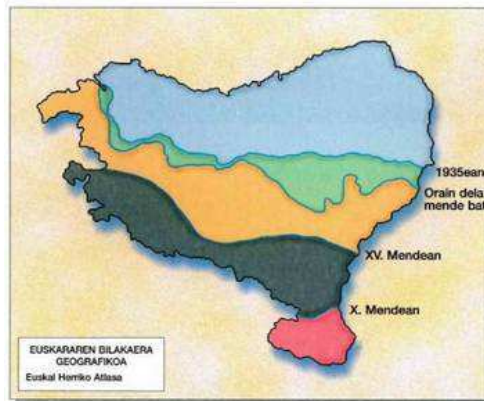 1935ean
Orain dela
mende bat
XV. Mendean
X. Mendean
EUSKARAREN BILAKAERA
GEOGRAFIKOA
Euskal Herriko Atlasa